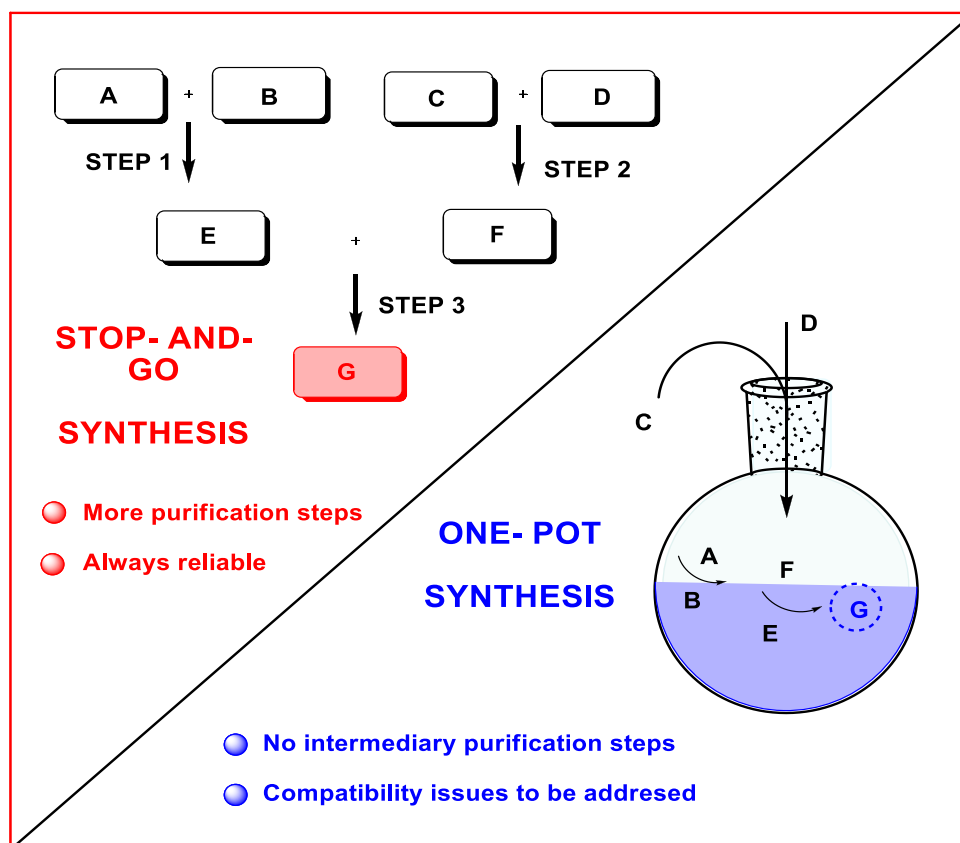 A + B
C + D
STEP 1
STEP 2
E + F
STEP 3
G
STOP- AND-
GO
SYNTHESIS
More purification steps
Always reliable
D
C
ONE- POT
SYNTHESIS
A
B
F
E
G
No intermediary purification steps
Compatibility issues to be addresed